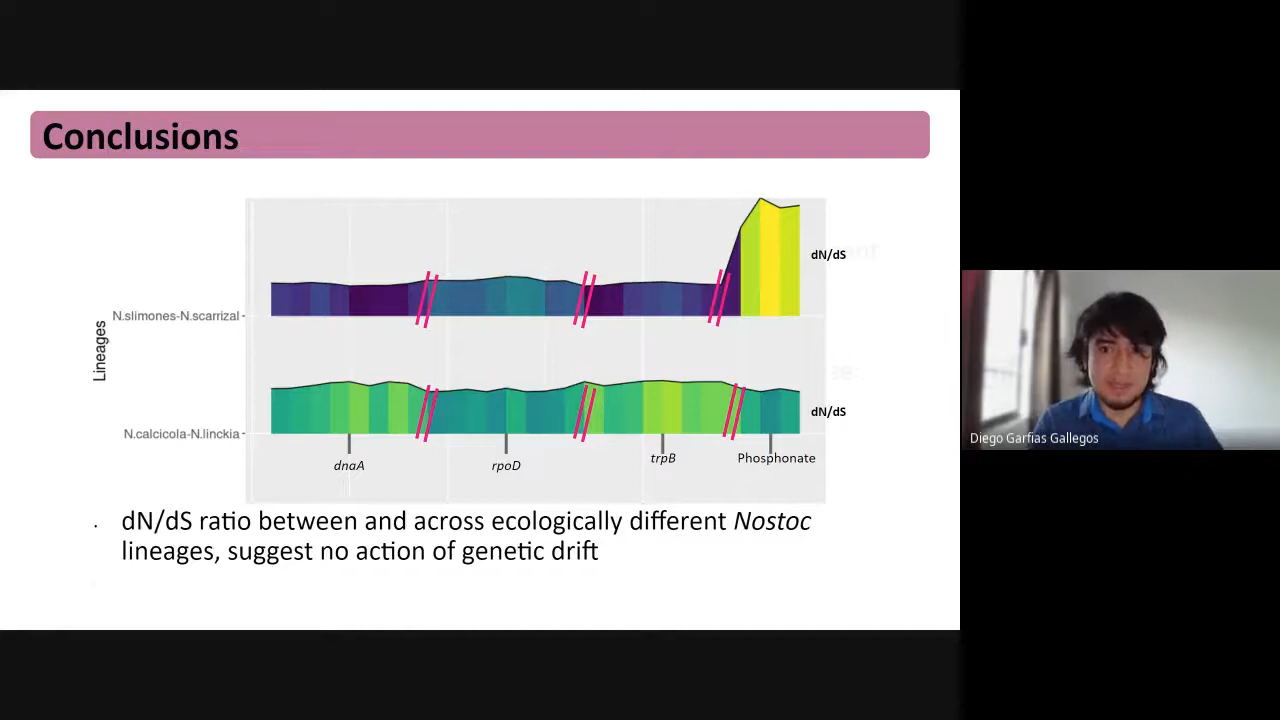 Conclusions
dN/dS
N.slimones-N.scarrizal
Lineages
dN/dS
N.calcicola-N.linckia
dnaA
rpoD
trpB
Phosphonate
dN/dS ratio between and across ecologically different Nostoc
lineages, suggest no action of genetic drift
Diego Garfias Gallegos